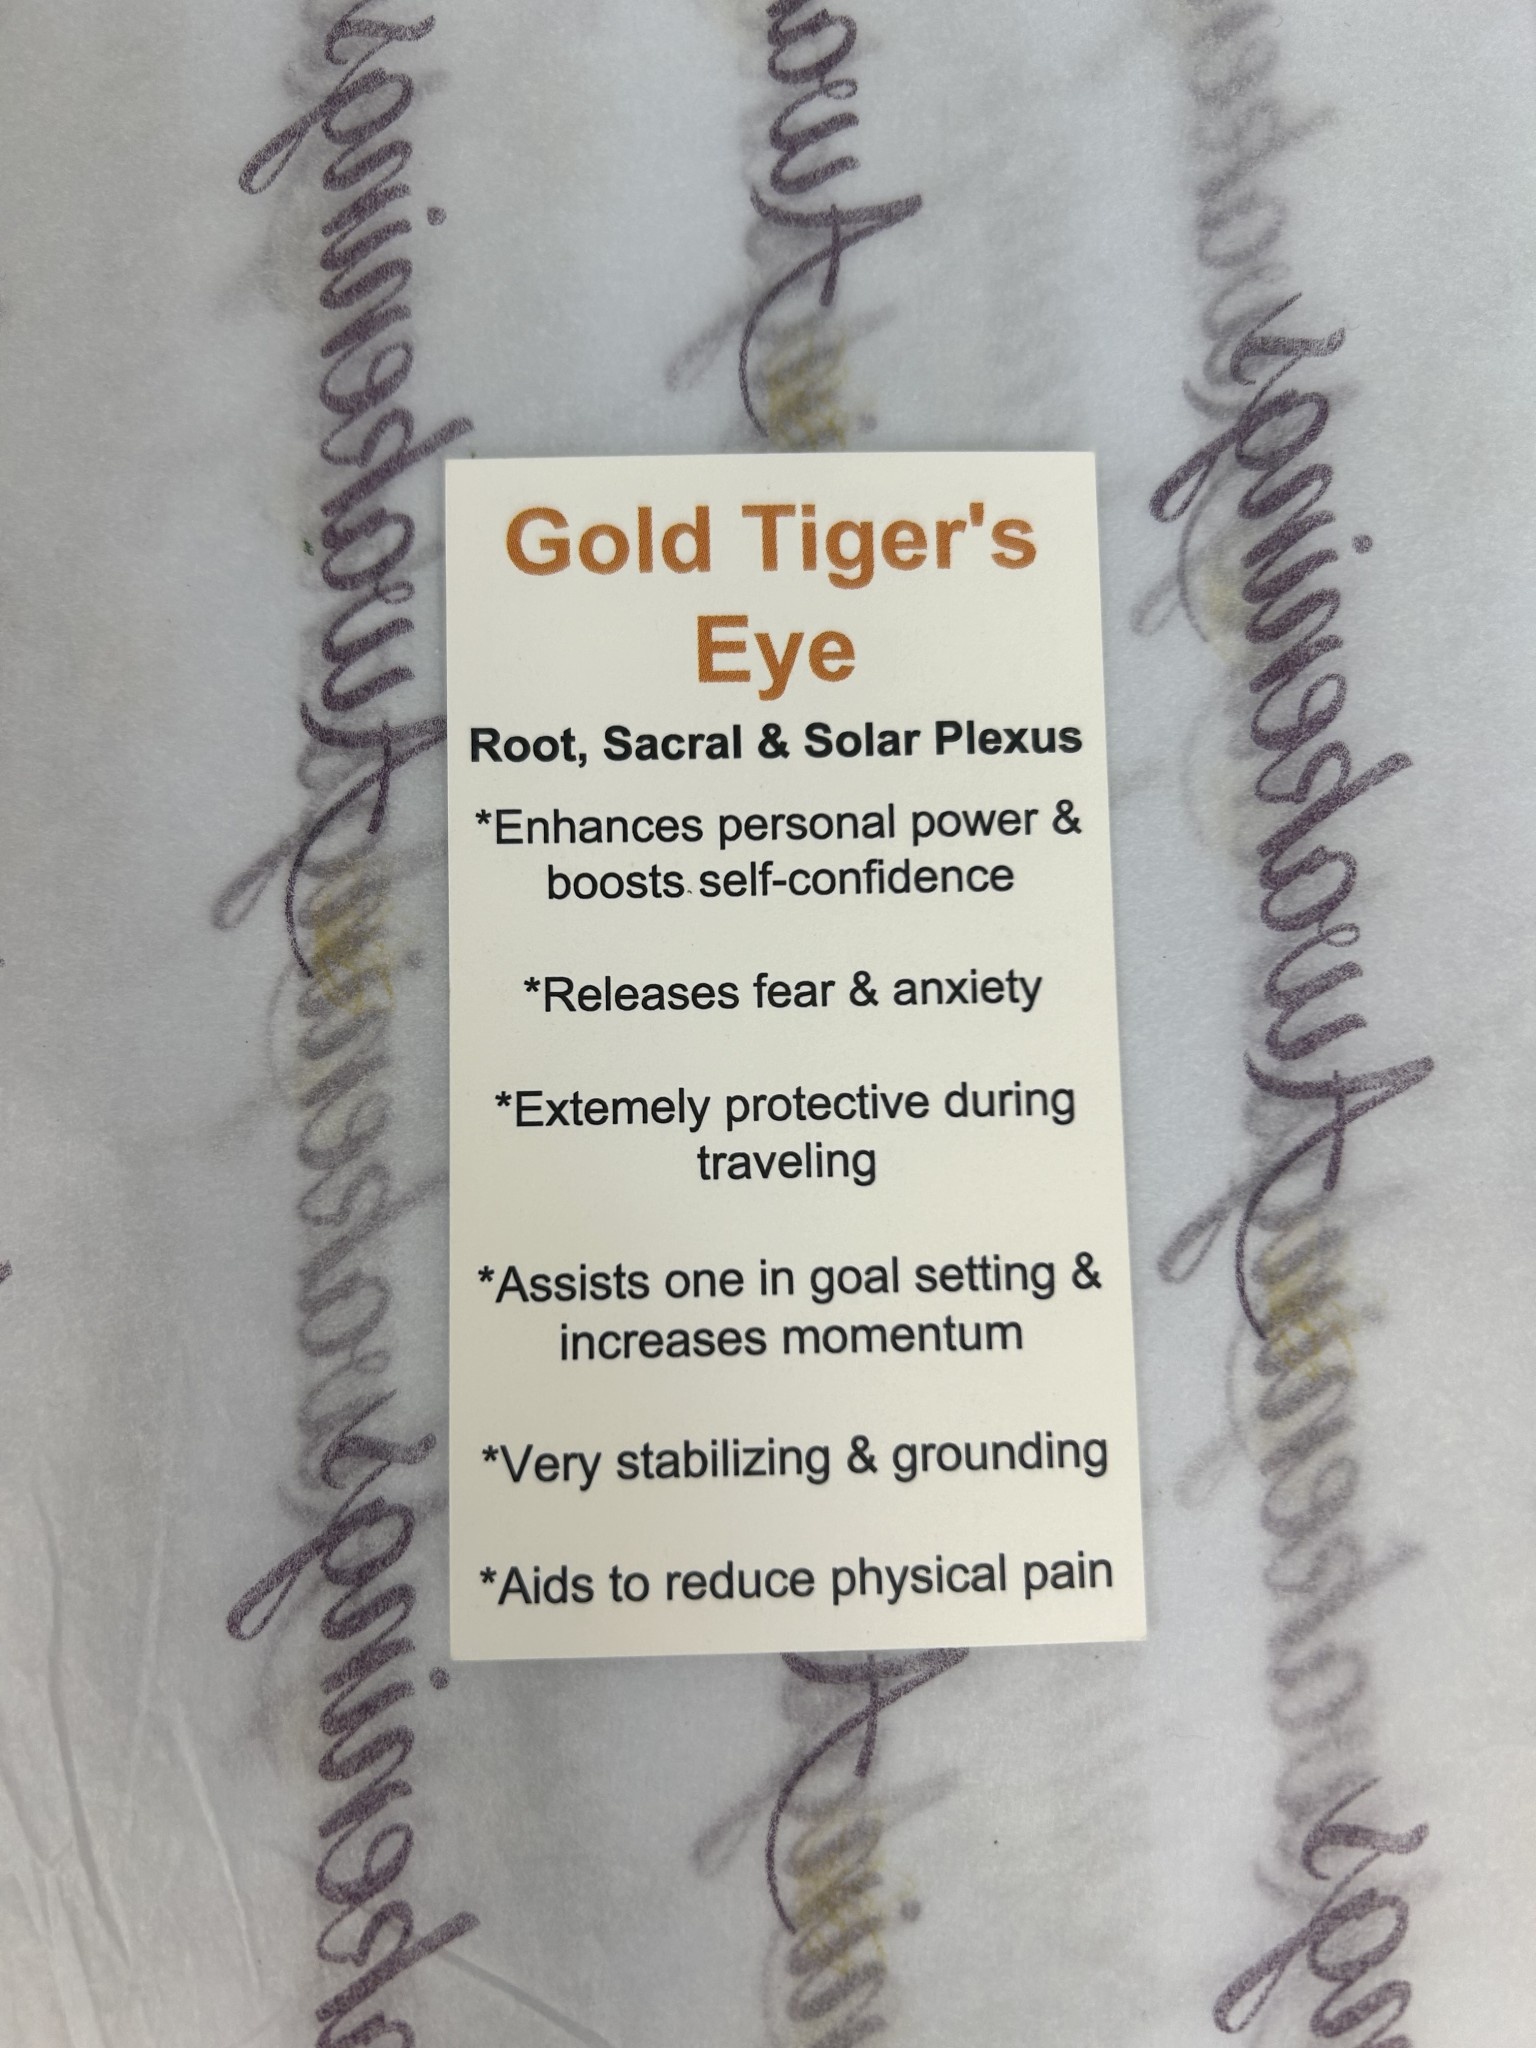 Gold Tiger's
Eye
Root, Sacral & Solar Plexus
*Enhances personal power &
boosts self-confidence
*Releases fear & anxiety
*Extemely protective during
traveling
*Assists one in goal setting &
increases momentum
*Very stabilizing & grounding
*Aids to reduce physical pain